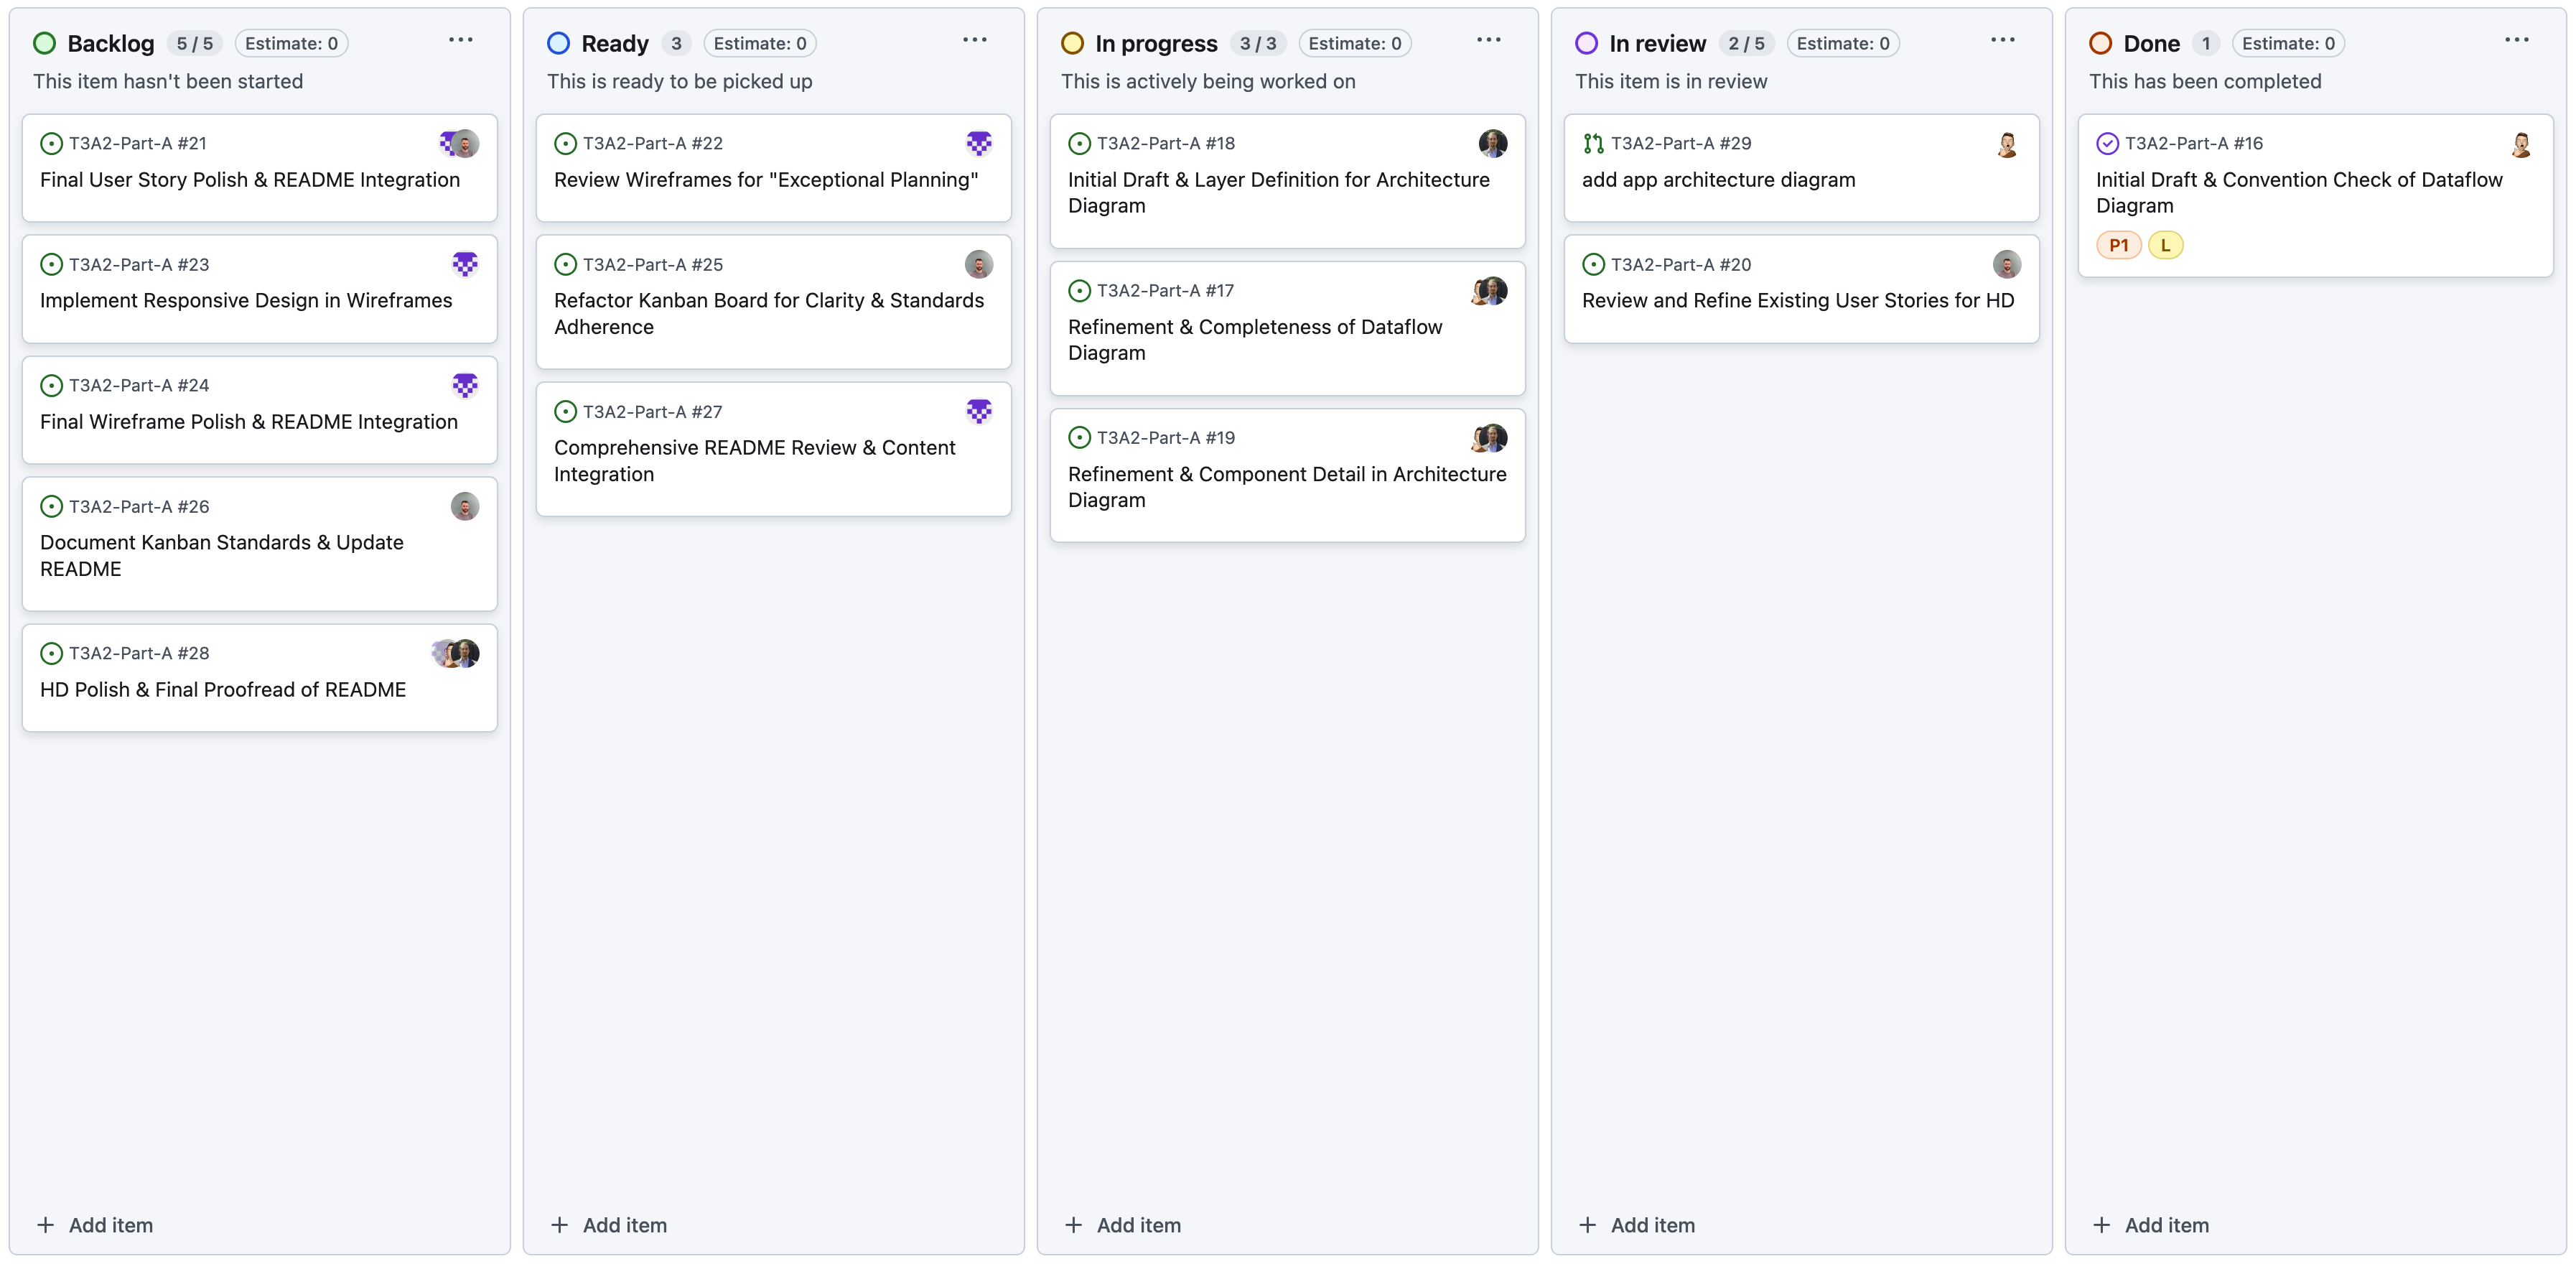 Backlog 5 / 5 Estimate: 0
This item hasn't been started
T3A2-Part-A #21
Final User Story Polish & README Integration
T3A2-Part-A #23
Implement Responsive Design in Wireframes
T3A2-Part-A #24
Final Wireframe Polish & README Integration
T3A2-Part-A #26
Document Kanban Standards & Update
README
T3A2-Part-A #28
HD Polish & Final Proofread of README
+ Add item
Ready 3 Estimate: 0
This is ready to be picked up
T3A2-Part-A #22
Review Wireframes for "Exceptional Planning"
T3A2-Part-A #25
Refactor Kanban Board for Clarity & Standards
Adherence
T3A2-Part-A #27
Comprehensive README Review & Content
Integration
+ Add item
In progress 3 / 3 Estimate: 0
This is actively being worked on
T3A2-Part-A #18
Initial Draft & Layer Definition for Architecture
Diagram
T3A2-Part-A #17
Refinement & Completeness of Dataflow
Diagram
T3A2-Part-A #19
Refinement & Component Detail in Architecture
Diagram
+ Add item
In review 2 / 5 Estimate: 0
This item is in review
T3A2-Part-A #29
add app architecture diagram
T3A2-Part-A #20
Review and Refine Existing User Stories for HD
+ Add item
Done 1 Estimate: 0
This has been completed
T3A2-Part-A #16
Initial Draft & Convention Check of Dataflow
Diagram
P1 L
+ Add item